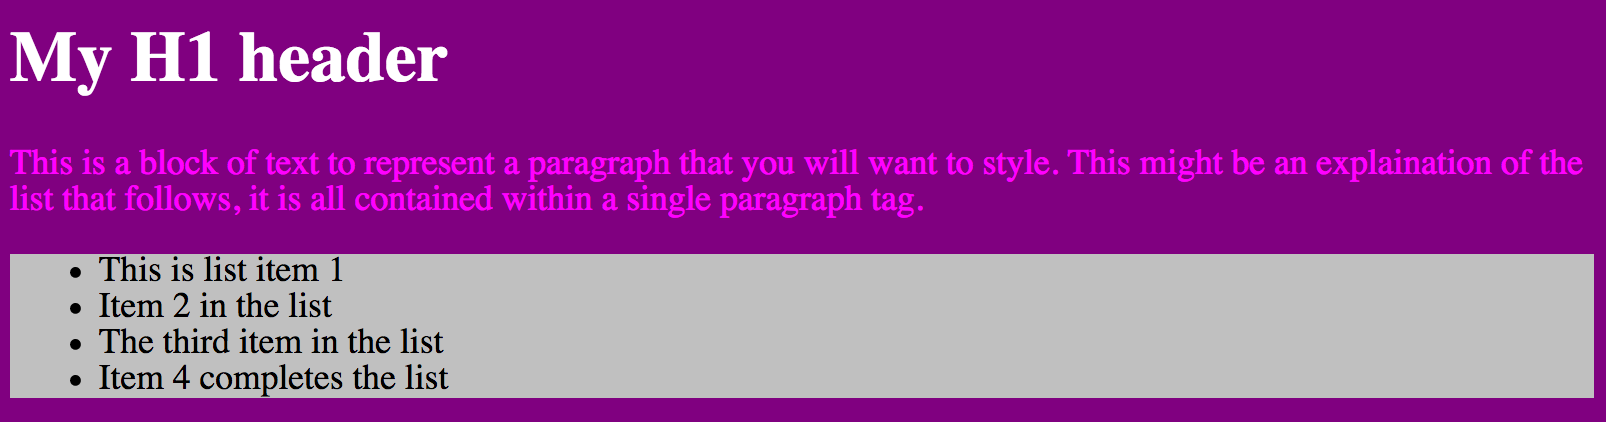 My H1 header
This is a block of text to represent a paragraph that you will want to style. This might be an explaination of the
list that follows, it is all contained within a single paragraph tag.
• This is list item 1
• Item 2 in the list
• The third item in the list
• Item 4 completes the list